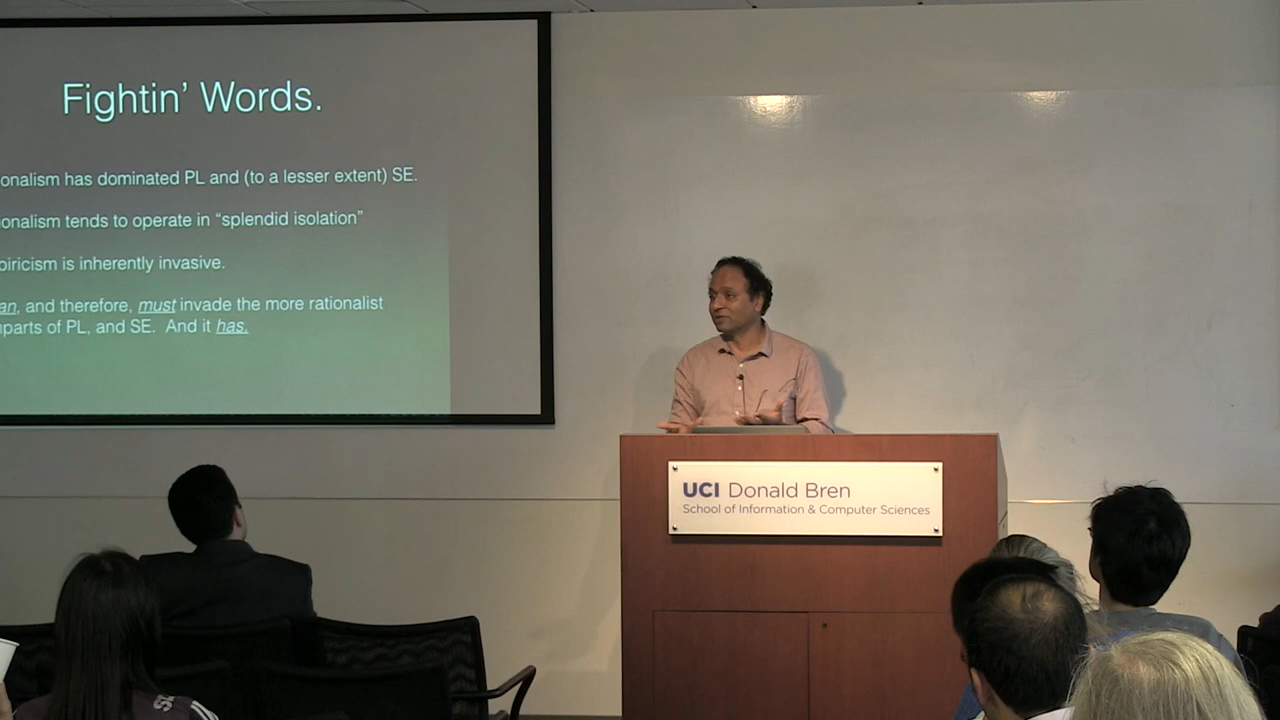 Fightin’ Words.
onalism has dominated PL and (to a lesser extent) SE.
ionalism tends to operate in “splendid isolation”
piricism is inherently invasive.
an, and therefore, must invade the more rationalist
parts of PL, and SE. And it has.
UCI Donald Bren
School of Information & Computer Sciences